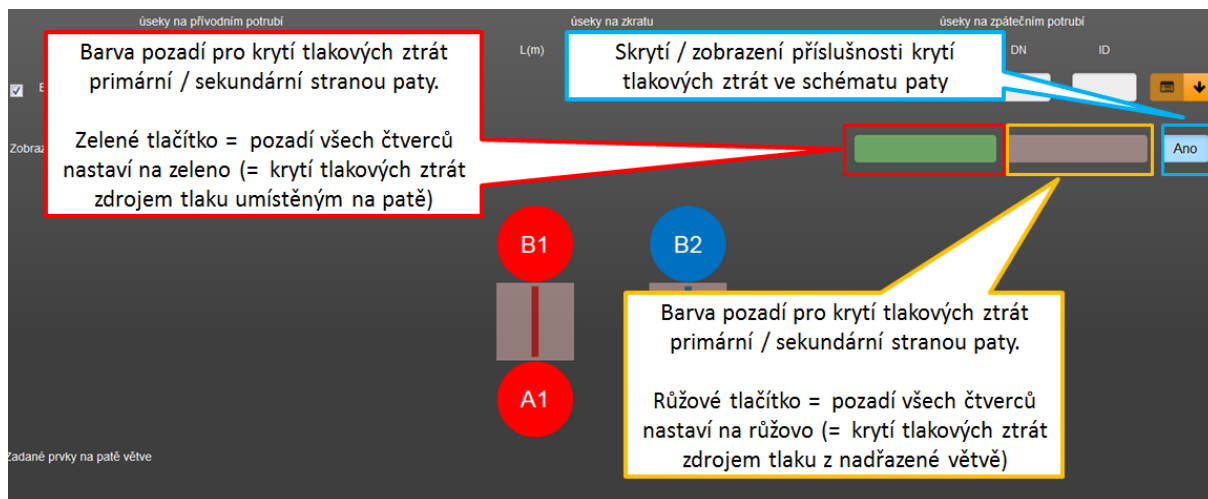 úseky na přívodním potrubí
úseky na zkratu
úseky na zpátečním potrubí
L(m)
DN
ID
Barva pozadí pro krytí tlakových ztrát
primární / sekundární stranou paty.
Zelené tlačítko = pozadí všech čtverců
nastaví na zeleno (= krytí tlakových ztrát
zdrojem tlaku umístěným na patě)
Skrytí / zobrazení příslušnosti krytí
tlakových ztrát ve schématu paty
Ano
B1
B2
A1
Barva pozadí pro krytí tlakových ztrát
primární / sekundární stranou paty.
Růžové tlačítko = pozadí všech čtverců
nastaví na růžovo (= krytí tlakových ztrát
zdrojem tlaku z nadřazené větvě)
Zadané prvky na patě větve